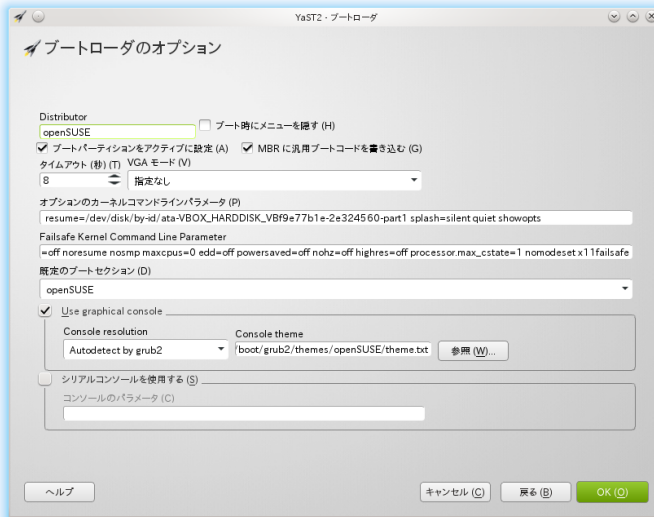 YaST2 - ブートローダ
ブートローダのオプション
Distributor
openSUSE
ブート時にメニューを隠す (H)
ブートパーティションをアクティブに設定 (A)
MBR に汎用ブートコードを書き込む (G)
タイムアウト (秒) (T)
VGA モード (V)
8
指定なし
オプションのカーネルコマンドラインパラメータ (P)
resume=/dev/disk/by-id/ata-VBOX_HARDDISK_VBf9e77b1e-2e324560-part1 splash=silent quiet showopts
Failsafe Kernel Command Line Parameter
=off noresume nosmp maxcpus=0 edd=off powersaved=off nohz=off highres=off processor.max_cstate=1 nomodeset x11failsafe
既定のブートセクション (D)
openSUSE
Use graphical console
Console resolution
Console theme
Autodetect by grub2
/boot/grub2/themes/openSUSE/theme.txt
参照 (W)...
シリアルコンソールを使用する (S)
コンソールのパラメータ (C)
ヘルプ
キャンセル (C)
戻る (B)
OK (O)